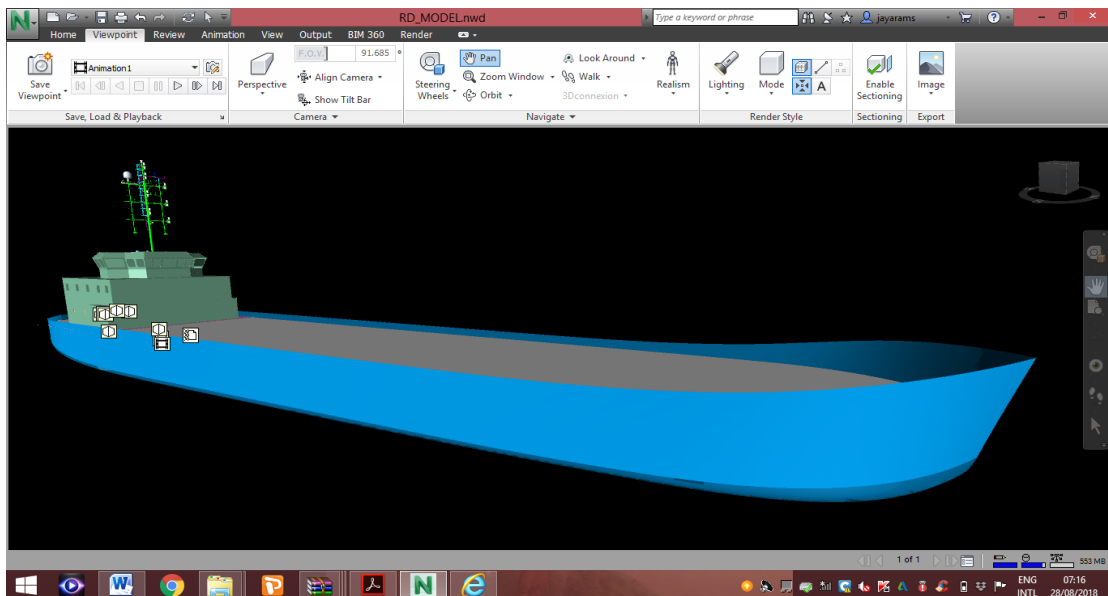 RD_MODEL.nwd
Type a keyword or phrase
jayarams
Home Viewpoint Review Animation View Output BIM 360 Render
Save Viewpoint
Animation1
Save, Load & Playback
Perspective
F.O.V. 91.685 °
Align Camera
Show Tilt Bar
Camera
Steering Wheels
Pan
Zoom Window
Orbit
Look Around
Walk
3Dconnexion
Realism
Navigate
Lighting
Mode
A
Render Style
Enable Sectioning
Sectioning
Image
Export
1 of 1
553 MB
ENG 07:16
INTL 28/08/2018